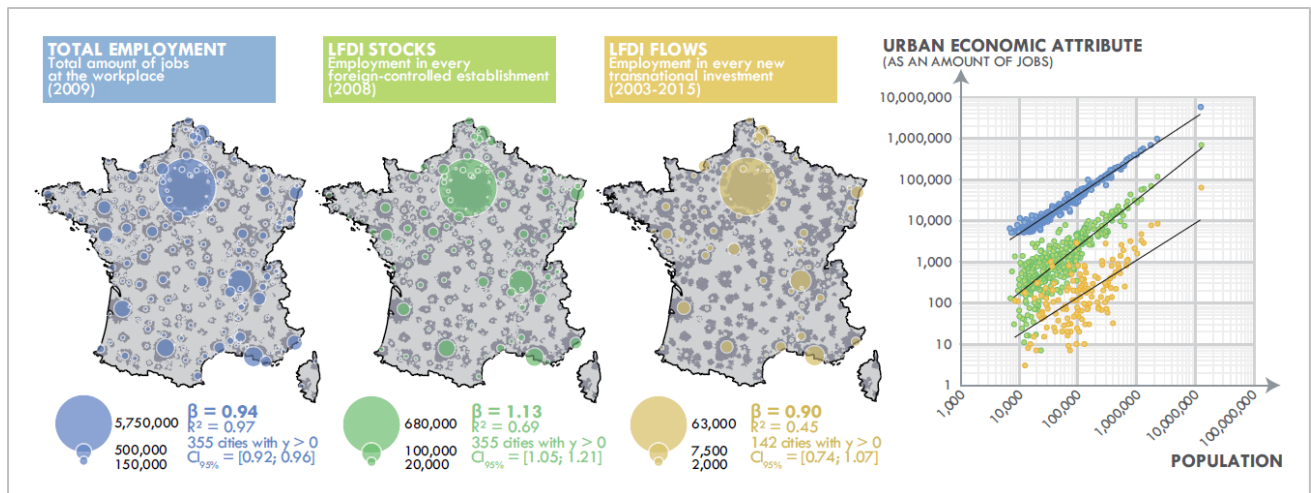 TOTAL EMPLOYMENT
Total amount of jobs
at the workplace
(2009)
LFDI STOCKS
Employment in every
foreign-controlled establishment
(2008)
LFDI FLOWS
Employment in every new
transnational investment
(2003-2015)
5,750,000
500,000
150,000
β = 0.94
R² = 0.97
355 cities with y > 0
CI95% = [0.92; 0.96]
680,000
100,000
20,000
β = 1.13
R² = 0.69
355 cities with y > 0
CI95% = [1.05; 1.21]
63,000
7,500
2,000
β = 0.90
R² = 0.45
142 cities with y > 0
CI95% = [0.74; 1.07]
URBAN ECONOMIC ATTRIBUTE
(AS AN AMOUNT OF JOBS)
10,000,000
1,000,000
100,000
10,000
1,000
100
10
1
1,000
10,000
100,000
1,000,000
10,000,000
100,000,000
POPULATION